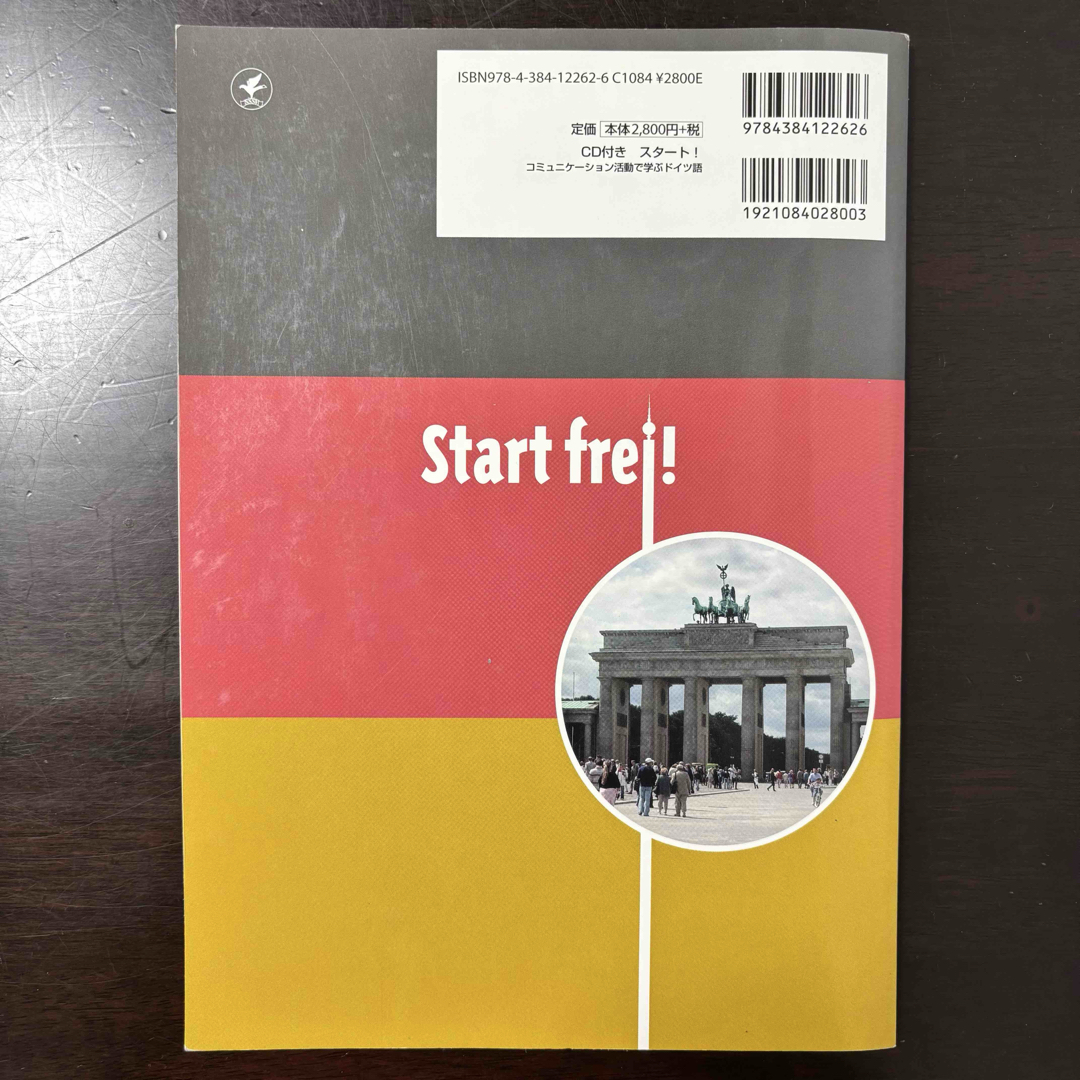 ISBN978-4-384-12262-6 C1084 ¥2800E
定価 本体2,800円+税
CD付き スタート!
コミュニケーション活動で学ぶドイツ語
9784384122626
1921084028003
Start frei!